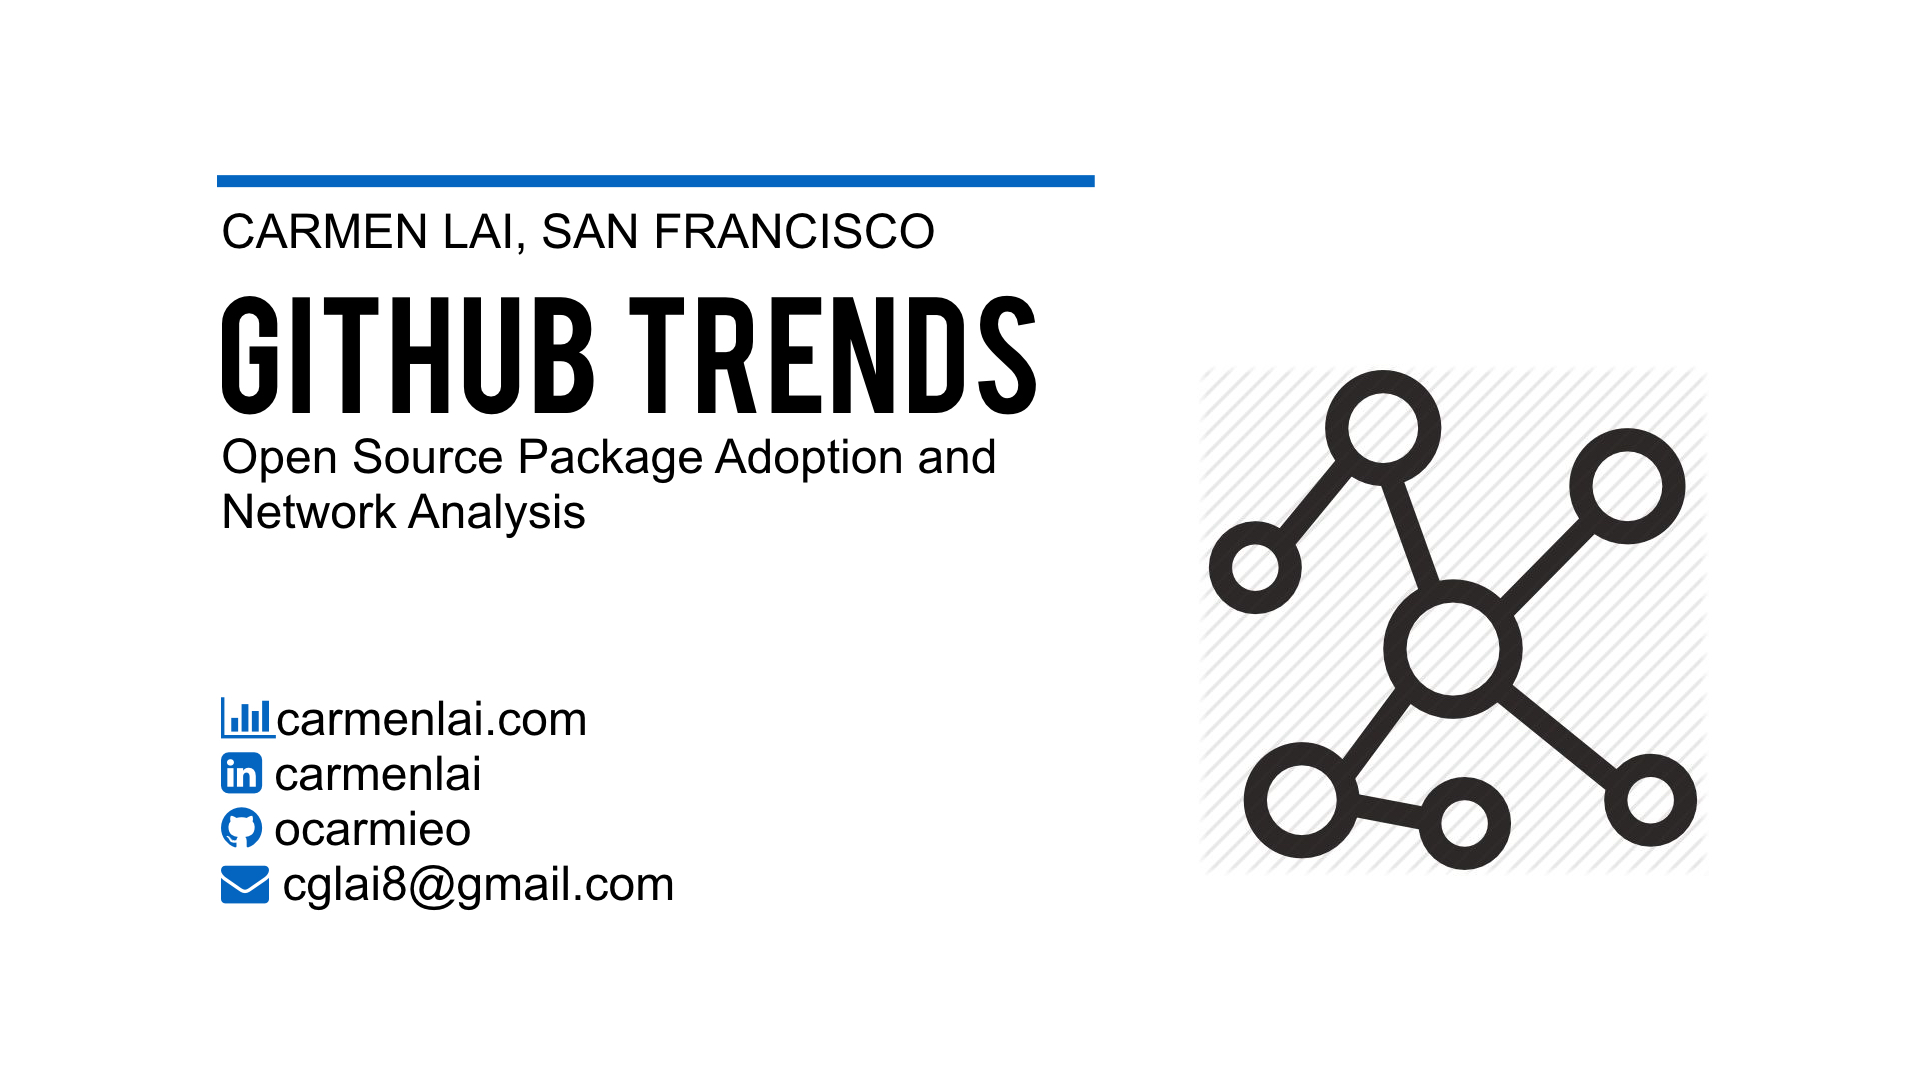 CARMEN LAI, SAN FRANCISCO
GITHUB TRENDS
Open Source Package Adoption and
Network Analysis
carmenlai.com
in carmenlai
ocarmieo
cglai8@gmail.com